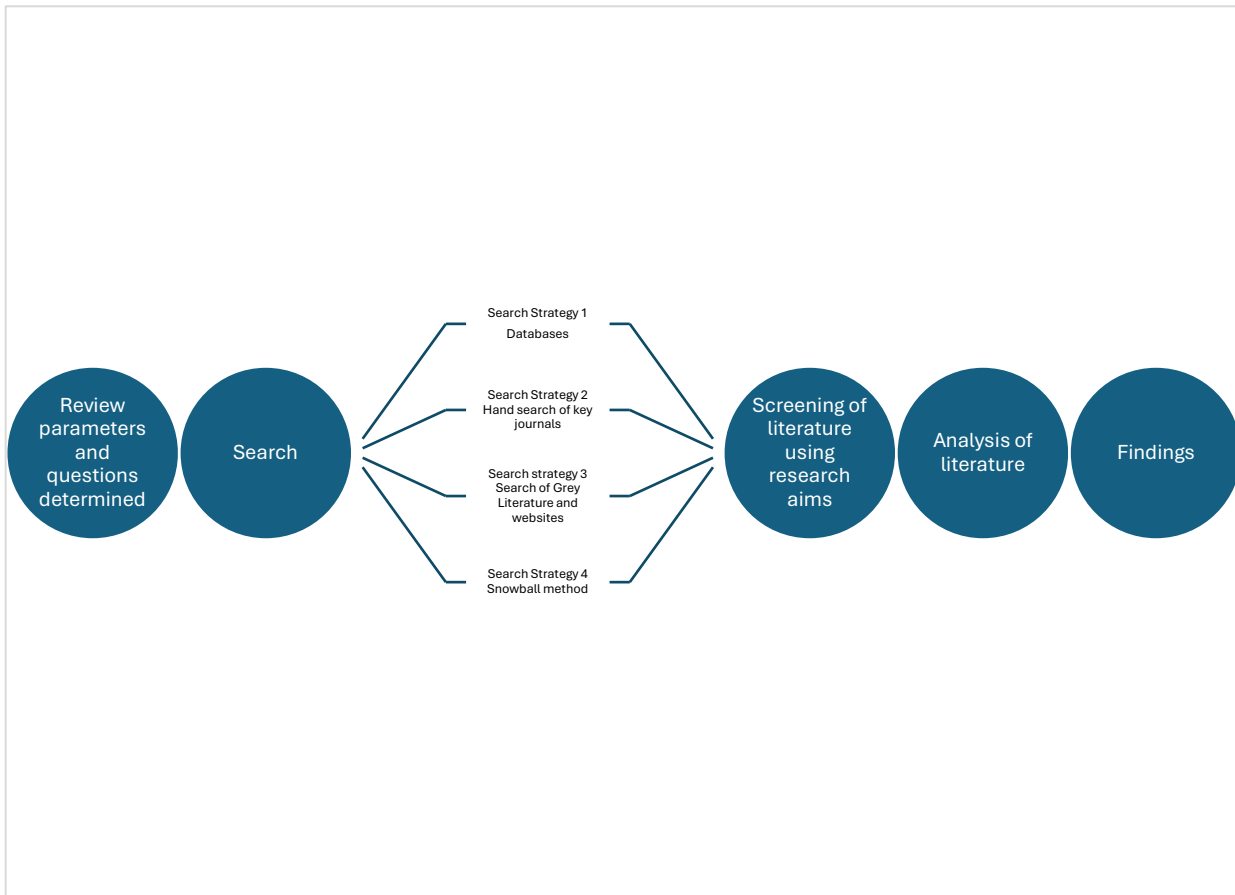 Review
parameters
and
questions
determined
Search
Search Strategy 1
Databases
Search Strategy 2
Hand search of key
journals
Search strategy 3
Search of Grey
Literature and
websites
Search Strategy 4
Snowball method
Screening of
literature
using
research
aims
Analysis of
literature
Findings